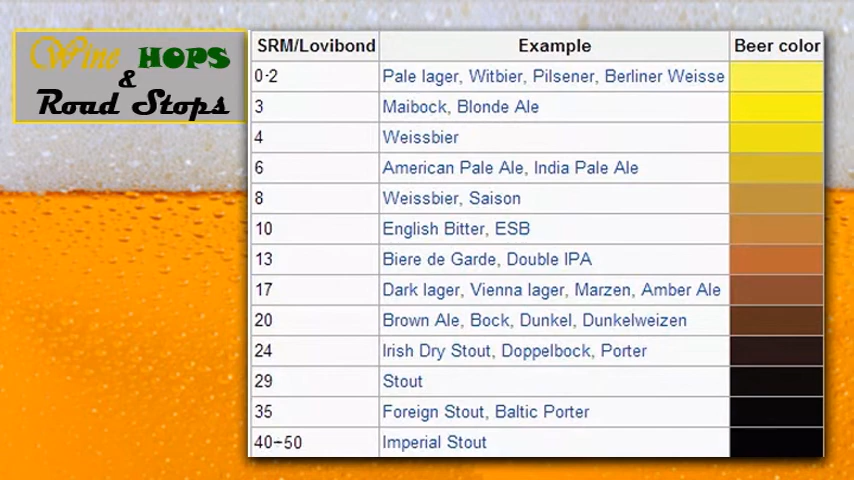 Wine HOPS
&
Road Stops
SRM/Lovibond Example Beer color
0-2 Pale lager, Witbier, Pilsener, Berliner Weisse
3 Maibock, Blonde Ale
4 Weissbier
6 American Pale Ale, India Pale Ale
8 Weissbier, Saison
10 English Bitter, ESB
13 Biere de Garde, Double IPA
17 Dark lager, Vienna lager, Marzen, Amber Ale
20 Brown Ale, Bock, Dunkel, Dunkelweizen
24 Irish Dry Stout, Doppelbock, Porter
29 Stout
35 Foreign Stout, Baltic Porter
40-50 Imperial Stout